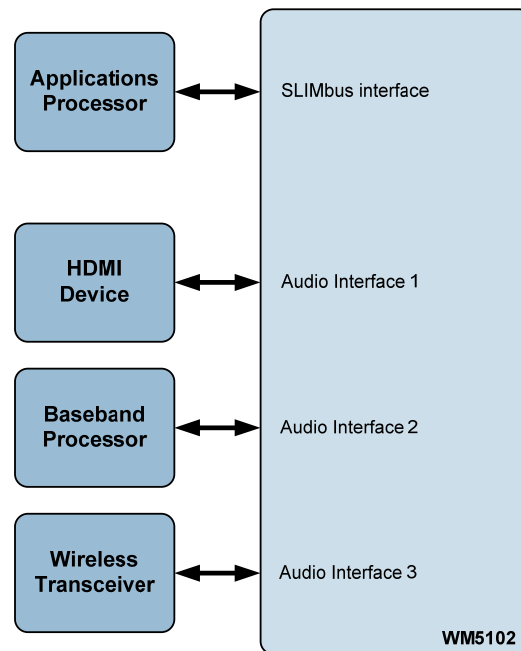 Applications
Processor
SLIMbus interface
HDMI
Device
Audio Interface 1
Baseband
Processor
Audio Interface 2
Wireless
Transceiver
Audio Interface 3
WM5102